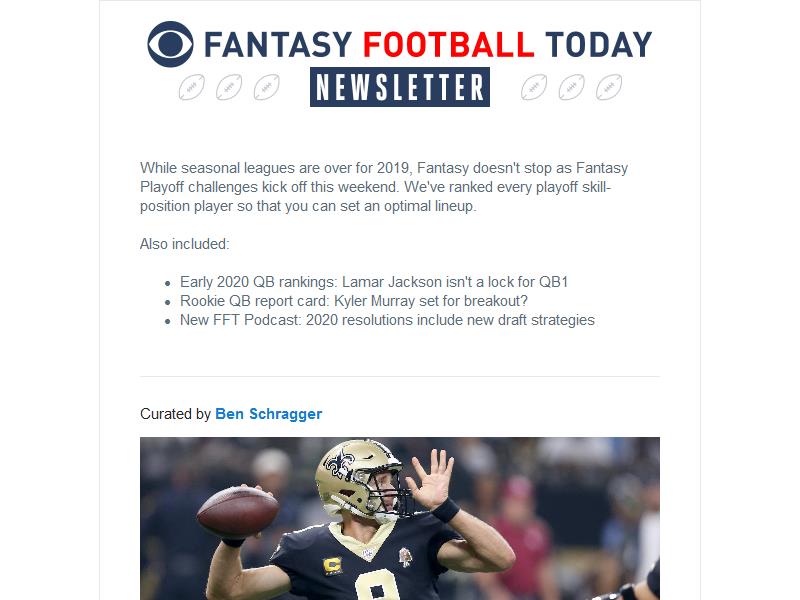 FANTASY FOOTBALL TODAY
NEWSLETTER
While seasonal leagues are over for 2019, Fantasy doesn't stop as Fantasy
Playoff challenges kick off this weekend. We've ranked every playoff skill-
position player so that you can set an optimal lineup.
Also included:
• Early 2020 QB rankings: Lamar Jackson isn't a lock for QB1
• Rookie QB report card: Kyler Murray set for breakout?
• New FFT Podcast: 2020 resolutions include new draft strategies
Curated by Ben Schragger
C
9